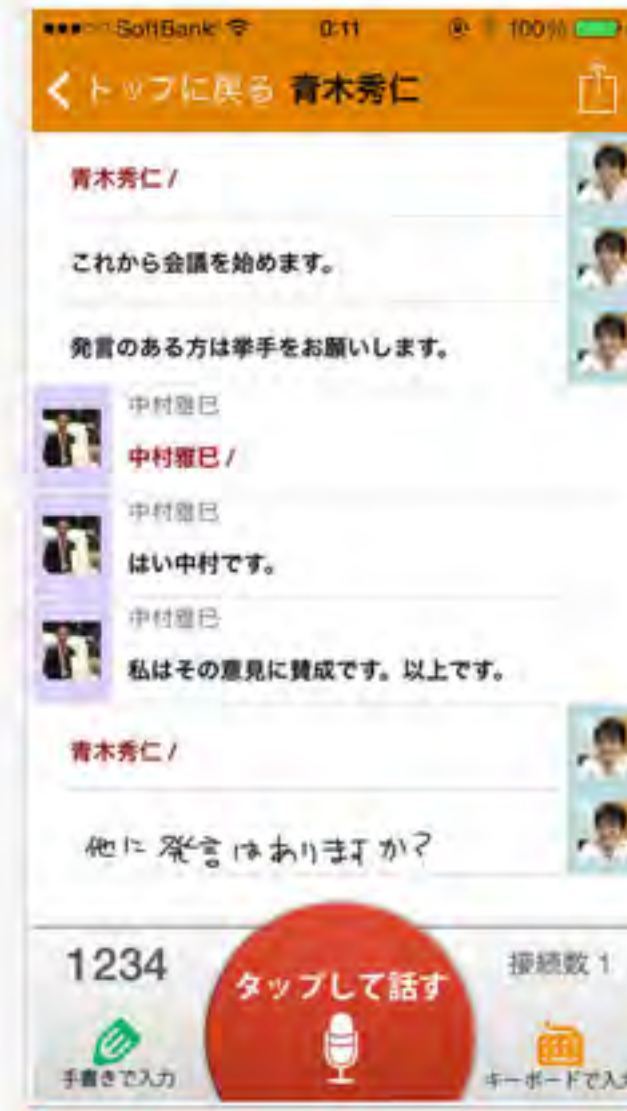 SoftBank 0:11 100%
トップに戻る 青木秀仁
青木秀仁 /
これから会議を始めます。
発言のある方は挙手をお願いします。
中村雅巳
中村雅巳 /
中村雅巳
はい中村です。
中村雅巳
私はその意見に賛成です。以上です。
青木秀仁 /
他に発言はありますか?
1234
タップして話す
接続数 1
手書きで入力
キーボードで入力